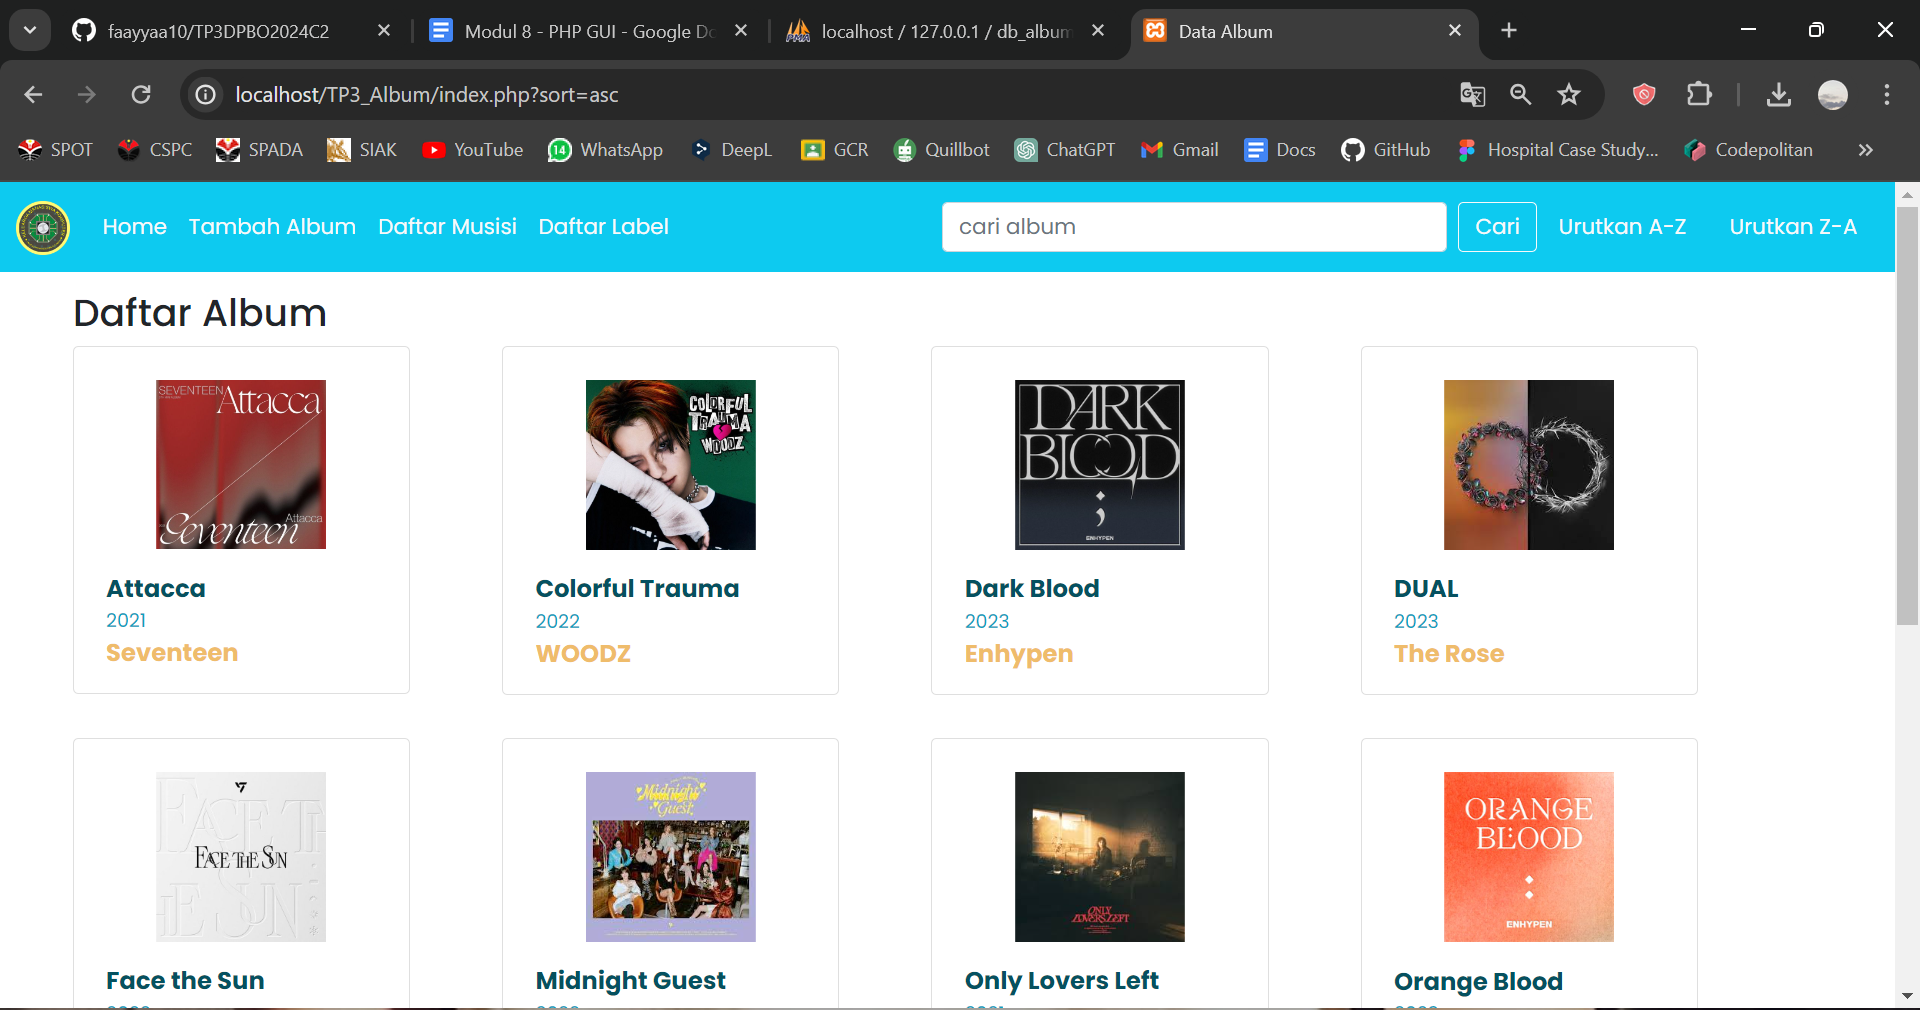 faayyaa10/TP3DPBO2024C2
Modul 8 - PHP GUI - Google Do
localhost / 127.0.0.1 / db_album
Data Album
localhost/TP3_Album/index.php?sort=asc
SPOT CSPC SPADA SIAK YouTube 14 WhatsApp DeepL GCR Quillbot ChatGPT Gmail Docs GitHub Hospital Case Study... Codepolitan
Home Tambah Album Daftar Musisi Daftar Label cari album Cari Urutkan A-Z Urutkan Z-A
Daftar Album
SEVENTEEN
Attacca
Seventeen
Attacca
Attacca
2021
Seventeen
COLORFUL
TRAUMA
WOODZ
Colorful Trauma
2022
WOODZ
DARK
BLOOD
ENHYPEN
Dark Blood
2023
Enhypen
DUAL
2023
The Rose
FACE THE SUN
Face the Sun
Midnight
Guest
Midnight Guest
ONLY
LOVERS LEFT
Only Lovers Left
ORANGE
BLOOD
ENHYPEN
Orange Blood